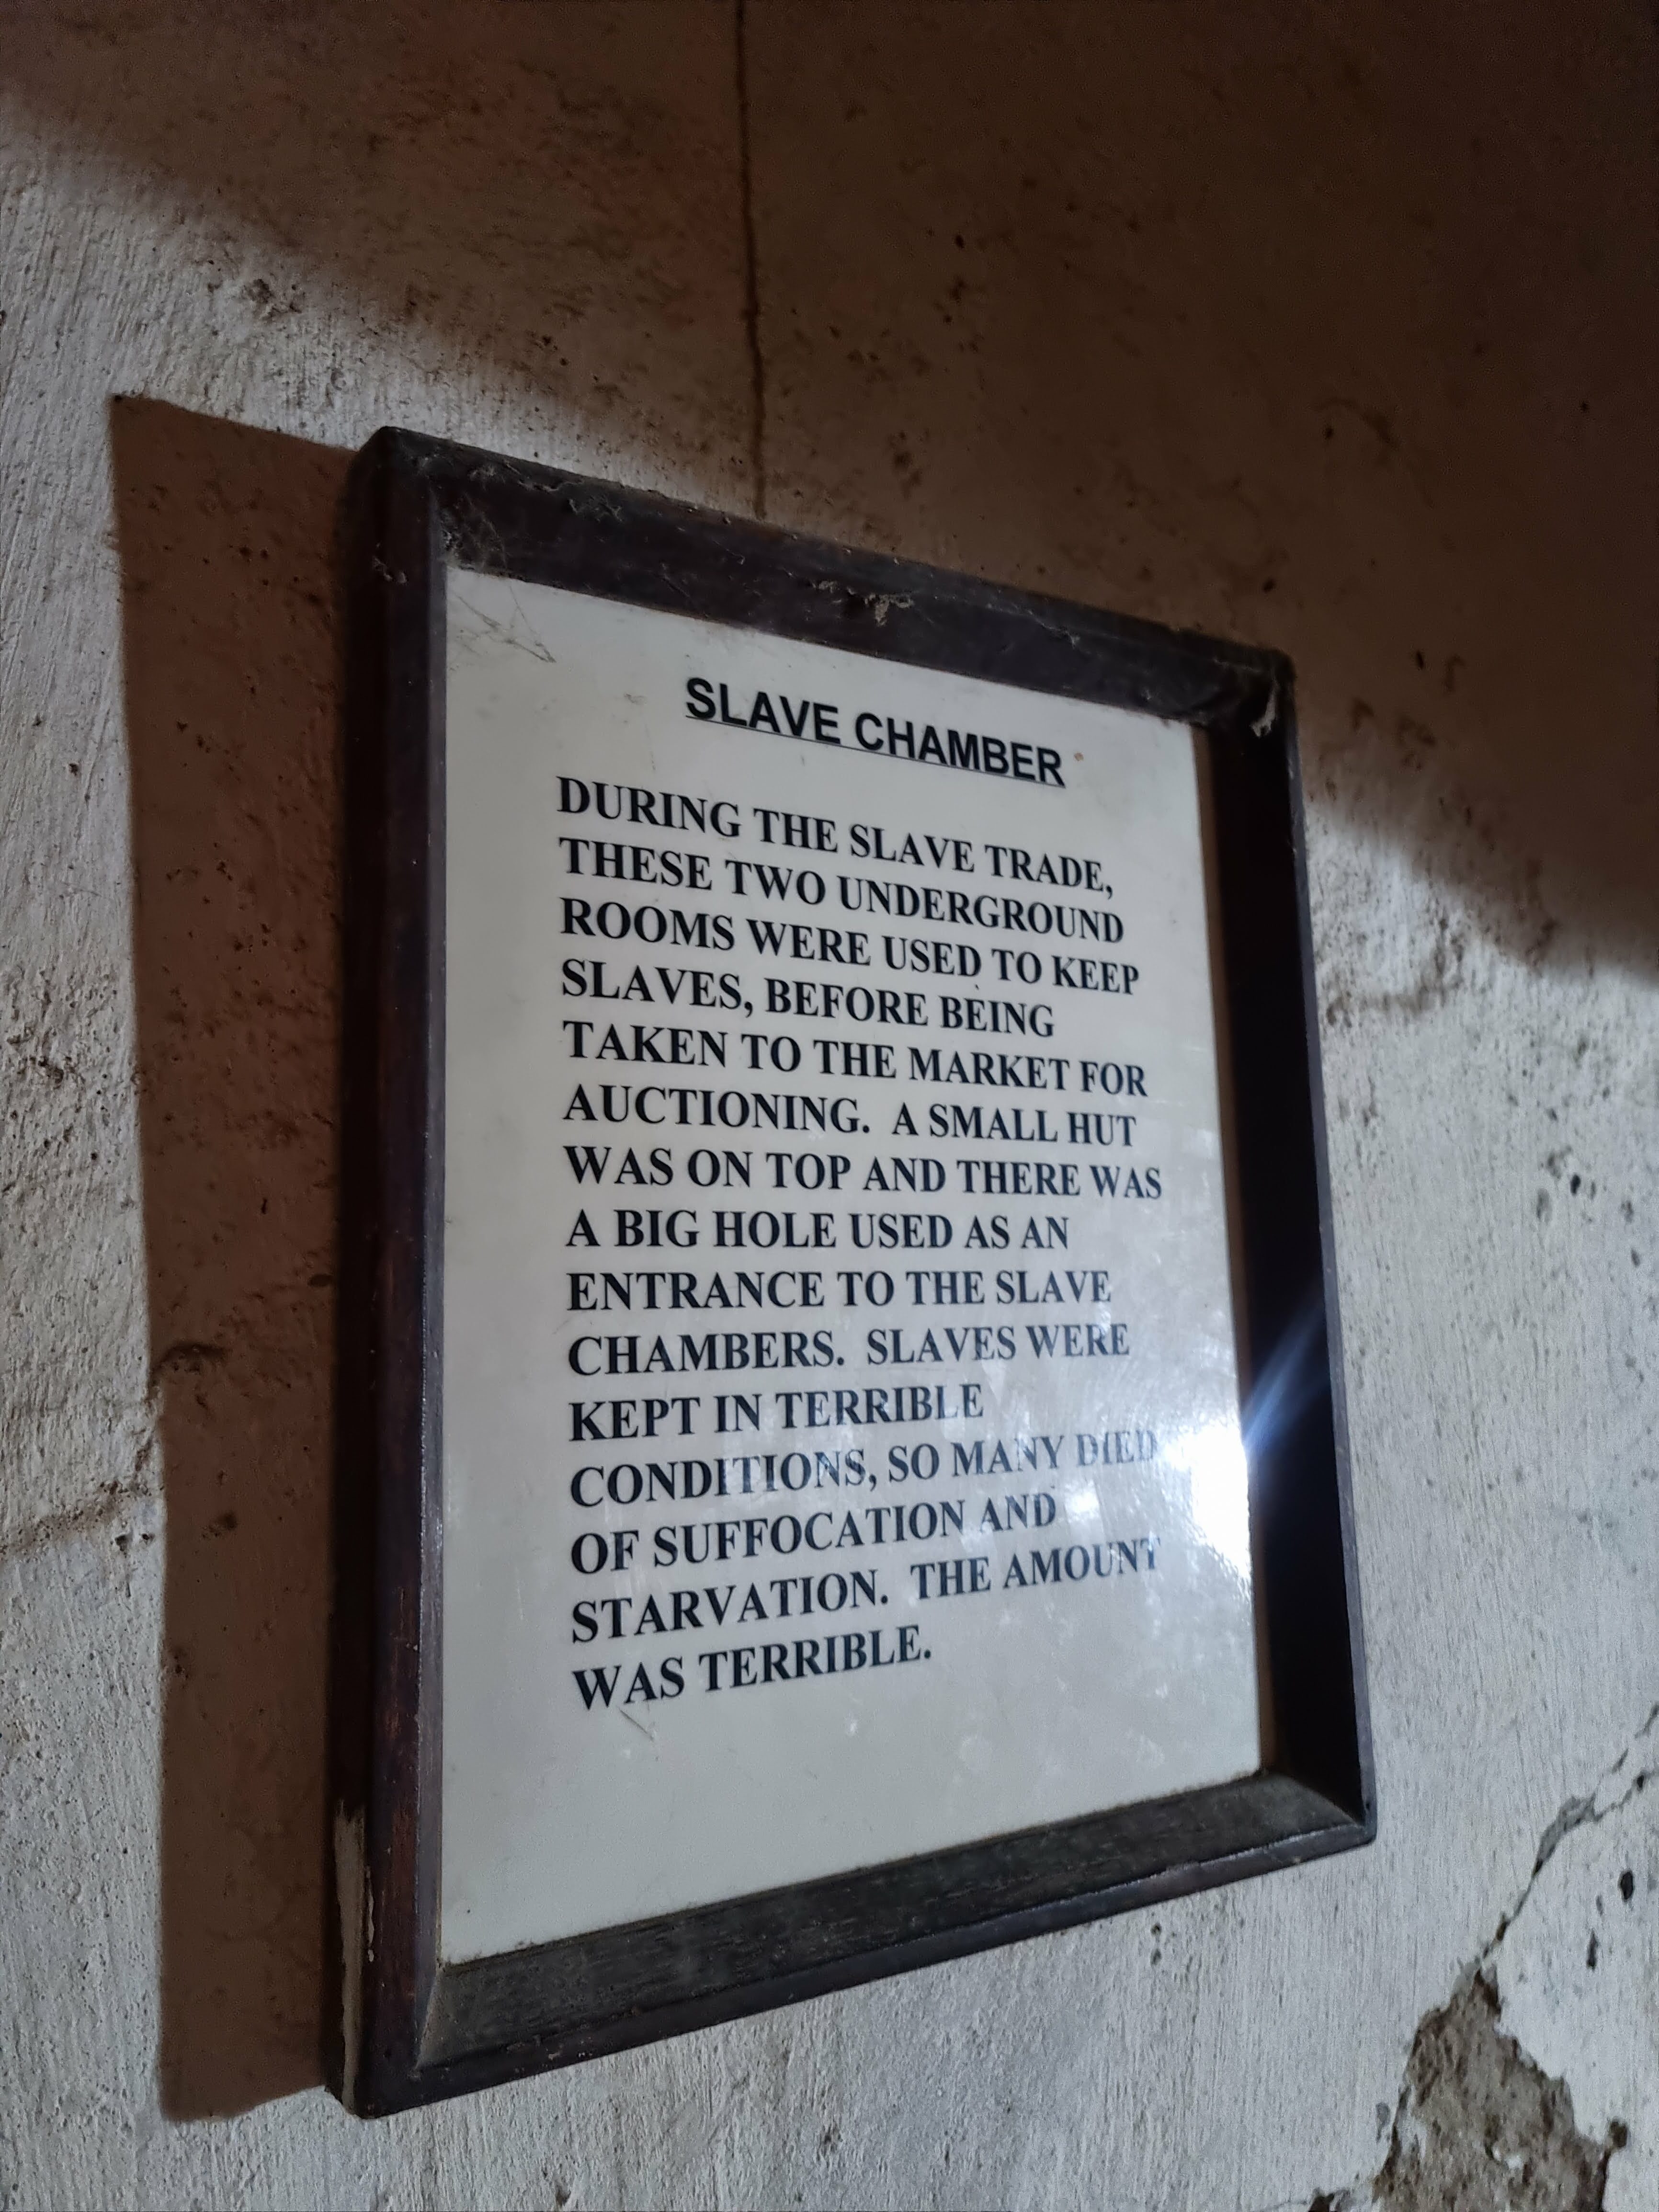 SLAVE CHAMBER
DURING THE SLAVE TRADE,
THESE TWO UNDERGROUND
ROOMS WERE USED TO KEEP
SLAVES, BEFORE BEING
TAKEN TO THE MARKET FOR
AUCTIONING. A SMALL HUT
WAS ON TOP AND THERE WAS
A BIG HOLE USED AS AN
ENTRANCE TO THE SLAVE
CHAMBERS. SLAVES WERE
KEPT IN TERRIBLE
CONDITIONS, SO MANY DIED
OF SUFFOCATION AND
STARVATION. THE AMOUNT
WAS TERRIBLE.